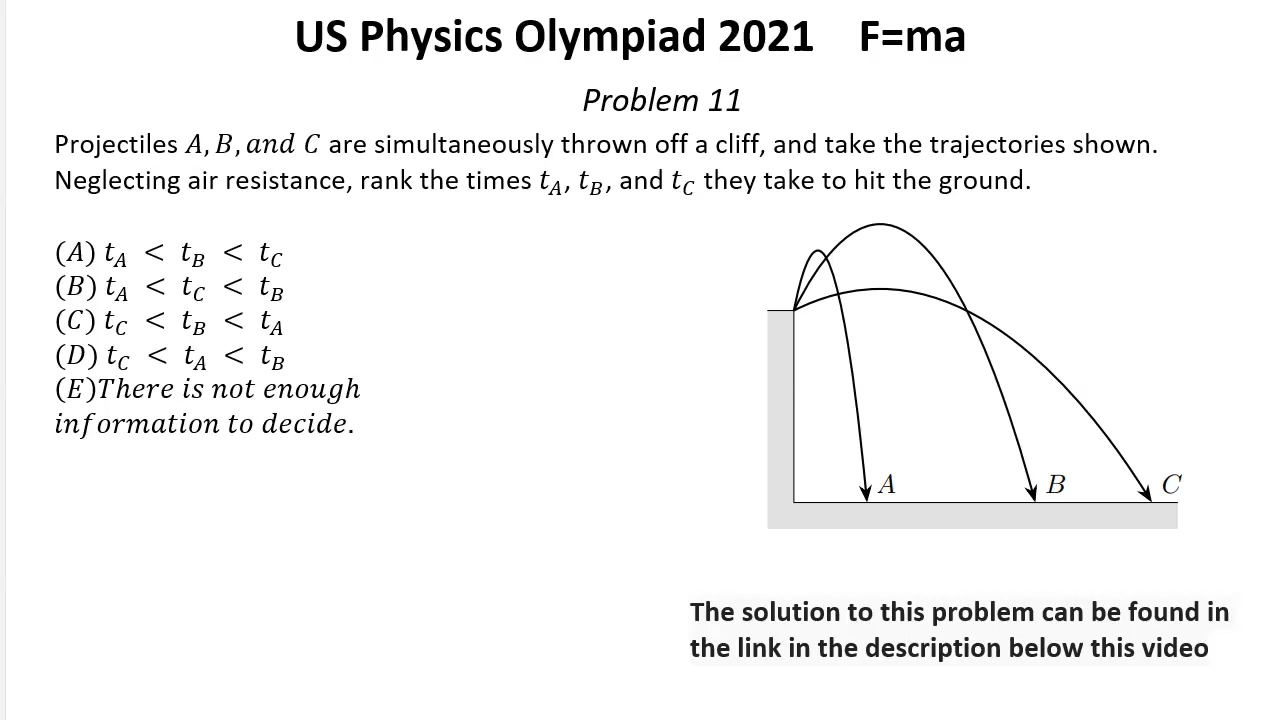 US Physics Olympiad 2021 F=ma
Problem 11
Projectiles A, B, and C are simultaneously thrown off a cliff, and take the trajectories shown.
Neglecting air resistance, rank the times t_A, t_B, and t_C they take to hit the ground.
(A) t_A < t_B < t_C
(B) t_A < t_C < t_B
(C) t_C < t_B < t_A
(D) t_C < t_A < t_B
(E)There is not enough
information to decide.
A
B
C
The solution to this problem can be found in
the link in the description below this video